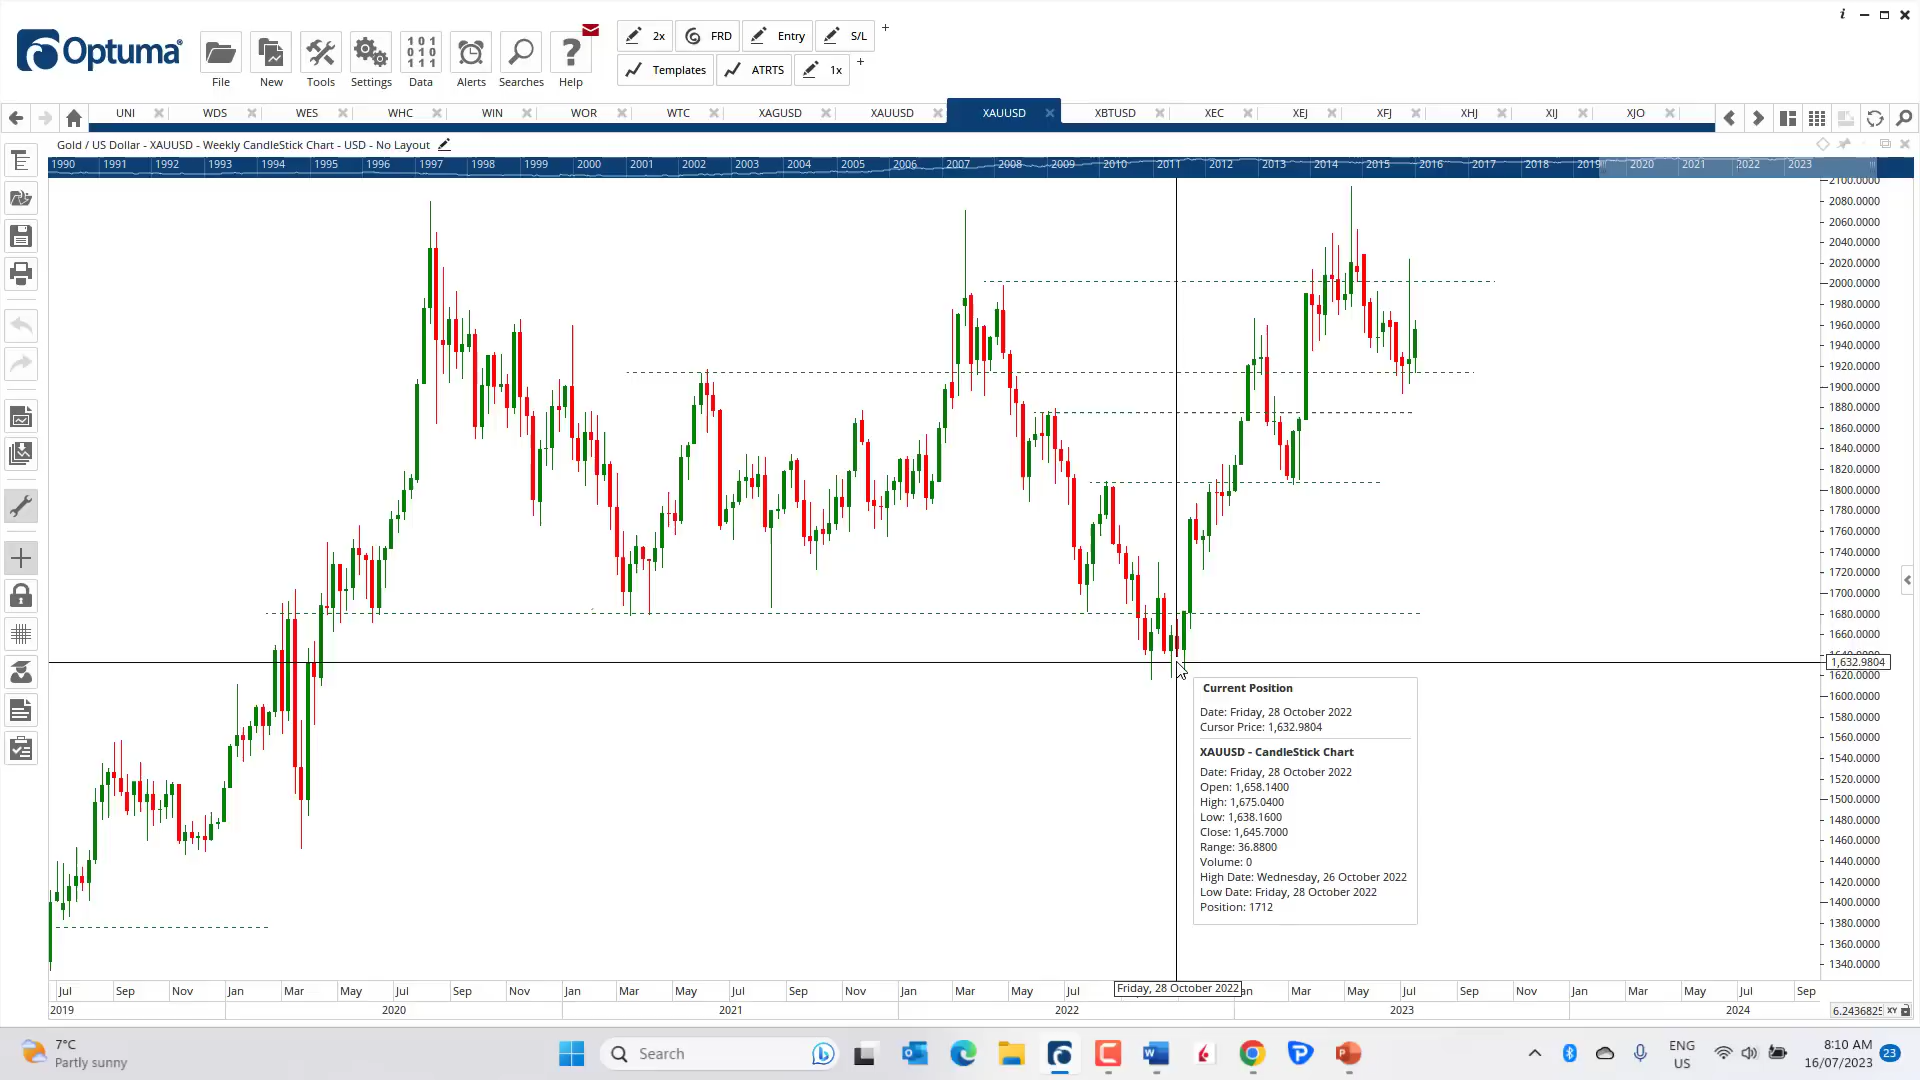 i
Optuma
2x FRD Entry S/L +
Templates ATRTS 1x +
101
010
111
?
File New Tools Settings Data Alerts Searches Help
UNI WDS WES WHC WIN WOR WTC XAGUSD XAUUSD XAUUSD XBTUSD XEC XEJ XFJ XHJ XIJ XJO
Gold / US Dollar - XAUUSD - Weekly CandleStick Chart - USD - No Layout
1990 1991 1992 1993 1994 1995 1996 1997 1998 1999 2000 2001 2002 2003 2004 2005 2006 2007 2008 2009 2010 2011 2012 2013 2014 2015 2016 2017 2018 2019 2020 2021 2022 2023
2100.0000
2080.0000
2060.0000
2040.0000
2020.0000
2000.0000
1980.0000
1960.0000
1940.0000
1920.0000
1900.0000
1880.0000
1860.0000
1840.0000
1820.0000
1800.0000
1780.0000
1760.0000
1740.0000
1720.0000
1700.0000
1680.0000
1660.0000
1,632.9804
1620.0000
1600.0000
1580.0000
1560.0000
1540.0000
1520.0000
1500.0000
1480.0000
1460.0000
1440.0000
1420.0000
1400.0000
1380.0000
1360.0000
1340.0000
Current Position
Date: Friday, 28 October 2022
Cursor Price: 1,632.9804
XAUUSD - CandleStick Chart
Date: Friday, 28 October 2022
Open: 1,658.1400
High: 1,675.0400
Low: 1,638.1600
Close: 1,645.7000
Range: 36.8800
Volume: 0
High Date: Wednesday, 26 October 2022
Low Date: Friday, 28 October 2022
Position: 1712
Jul Sep Nov Jan Mar May Jul Sep Nov Jan Mar May Jul Sep Nov Jan Mar May Jul Friday, 28 October 2022 Mar May Jul Sep Nov Jan Mar May Jul Sep
2019 2020 2021 2022 2023 2024 6.2436825 XY
7°C
Partly sunny
Search
ENG
US
8:10 AM
16/07/2023
23